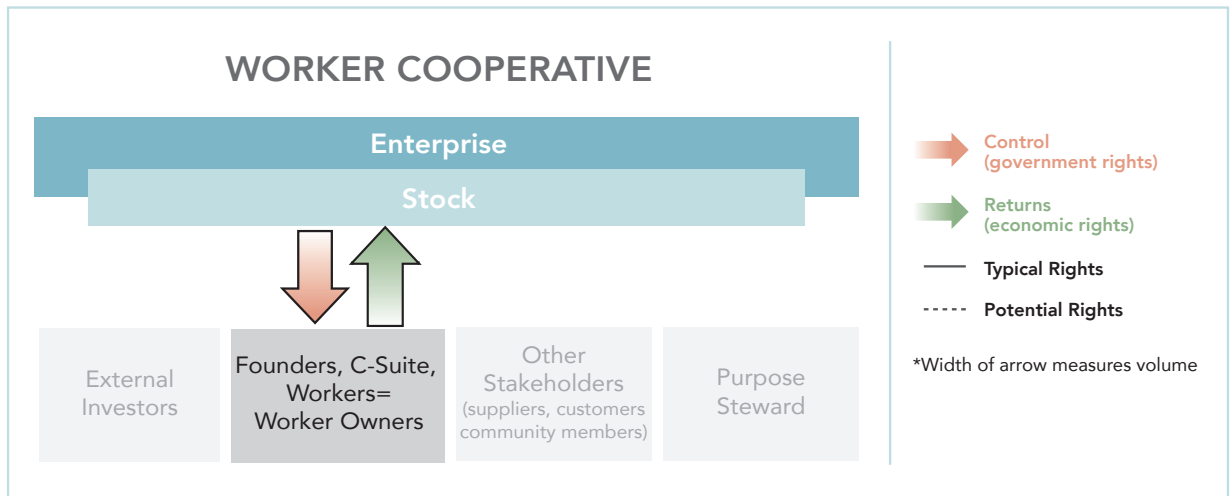 WORKER COOPERATIVE
Enterprise
Stock
External
Investors
Founders, C-Suite,
Workers=
Worker Owners
Other
Stakeholders
(suppliers, customers
community members)
Purpose
Steward
Control
(government rights)
Returns
(economic rights)
Typical Rights
Potential Rights
*Width of arrow measures volume